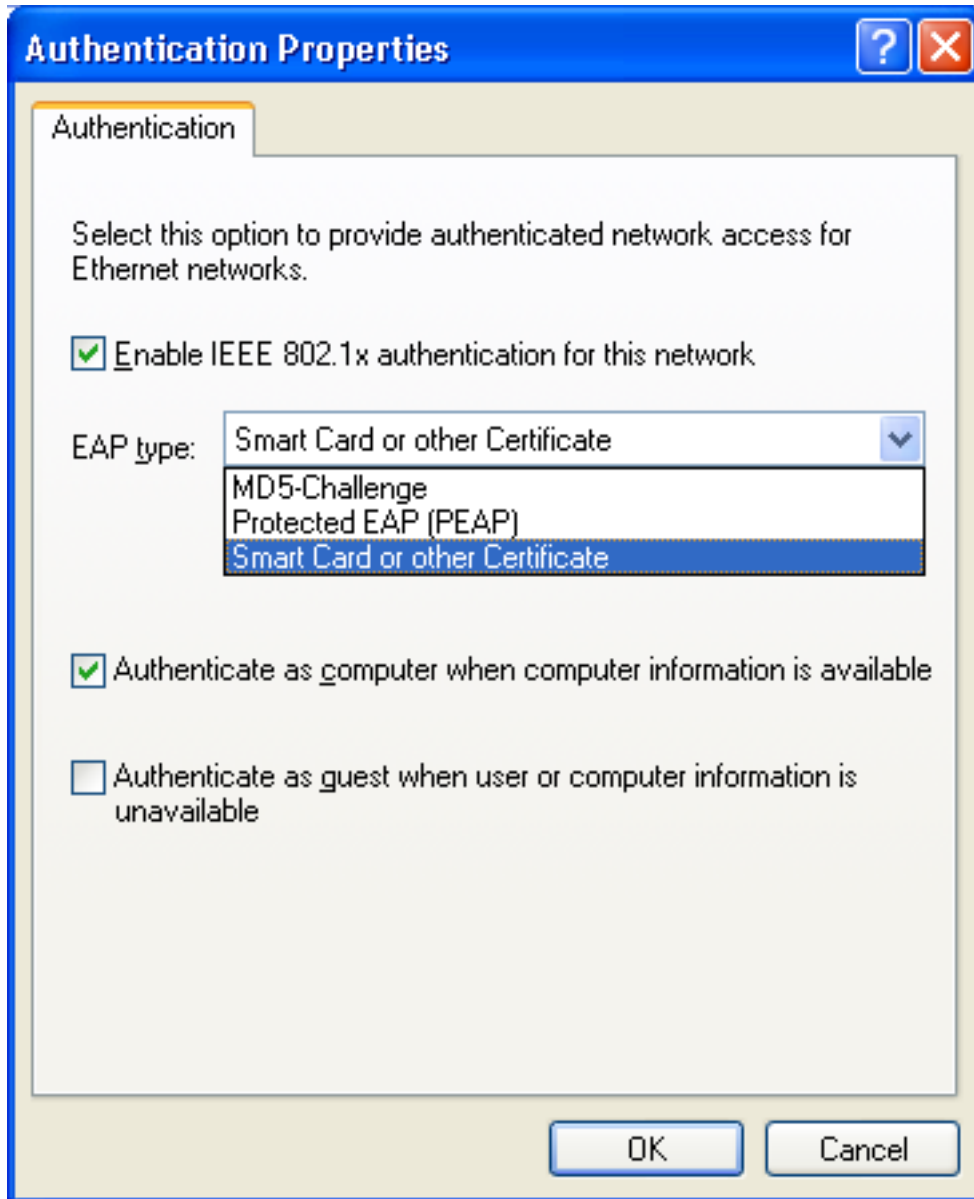 Authentication Properties
Authentication
Select this option to provide authenticated network access for
Ethernet networks.
Enable IEEE 802.1x authentication for this network
EAP type: Smart Card or other Certificate
MD5-Challenge
Protected EAP (PEAP)
Smart Card or other Certificate
Authenticate as computer when computer information is available
Authenticate as guest when user or computer information is
unavailable
OK Cancel